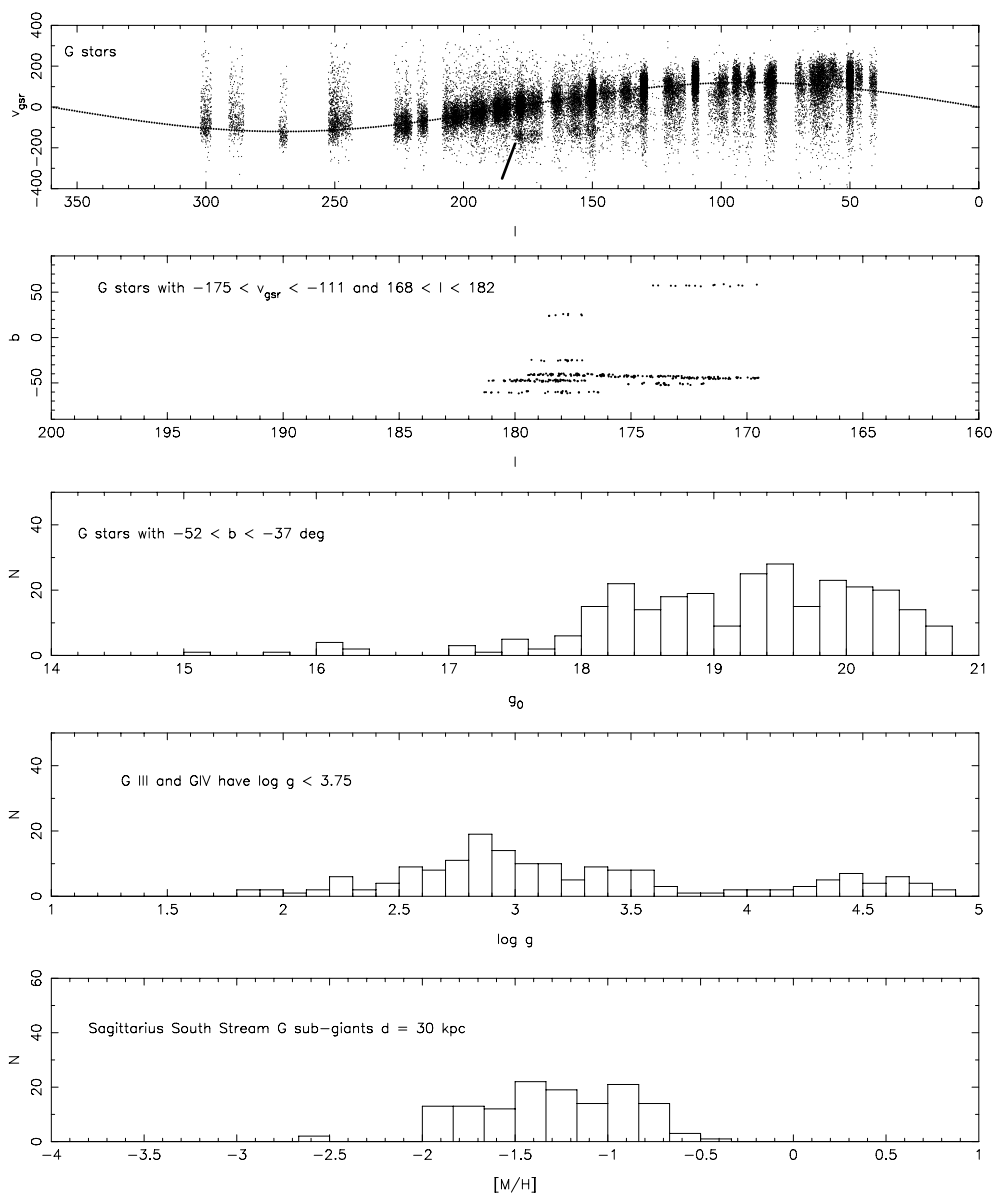 G stars
v_gsr
400
200
0
−200
−400
350 300 250 200 150 100 50 0
l
G stars with −175 < v_gsr < −111 and 168 < l < 182
b
50
0
−50
200 195 190 185 180 175 170 165 160
l
G stars with −52 < b < −37 deg
N
40
20
0
14 15 16 17 18 19 20 21
g_0
G III and GIV have log g < 3.75
N
40
20
0
1 1.5 2 2.5 3 3.5 4 4.5 5
log g
Sagittarius South Stream G sub−giants d = 30 kpc
N
60
40
20
0
−4 −3.5 −3 −2.5 −2 −1.5 −1 −0.5 0 0.5 1
[M/H]